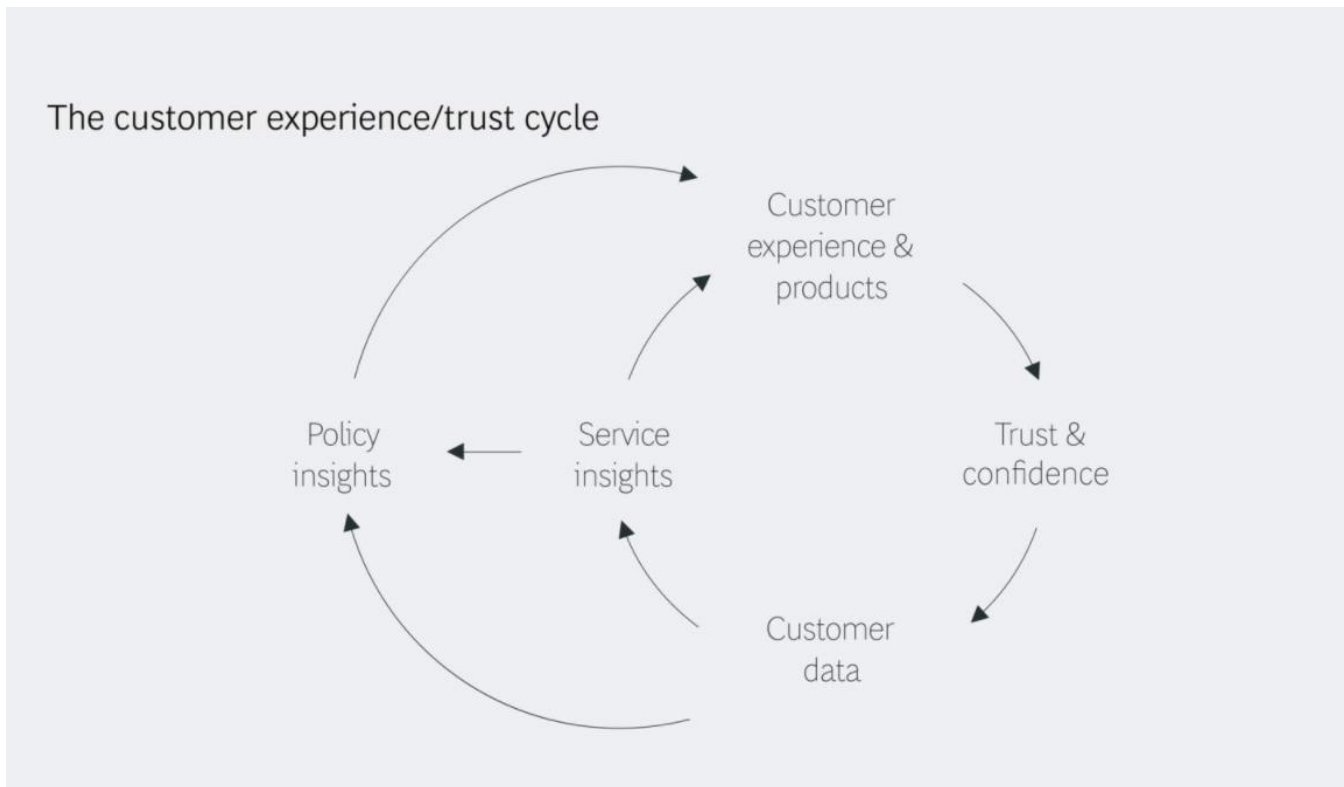 The customer experience/trust cycle
Customer
experience &
products
Policy
insights
Service
insights
Trust &
confidence
Customer
data